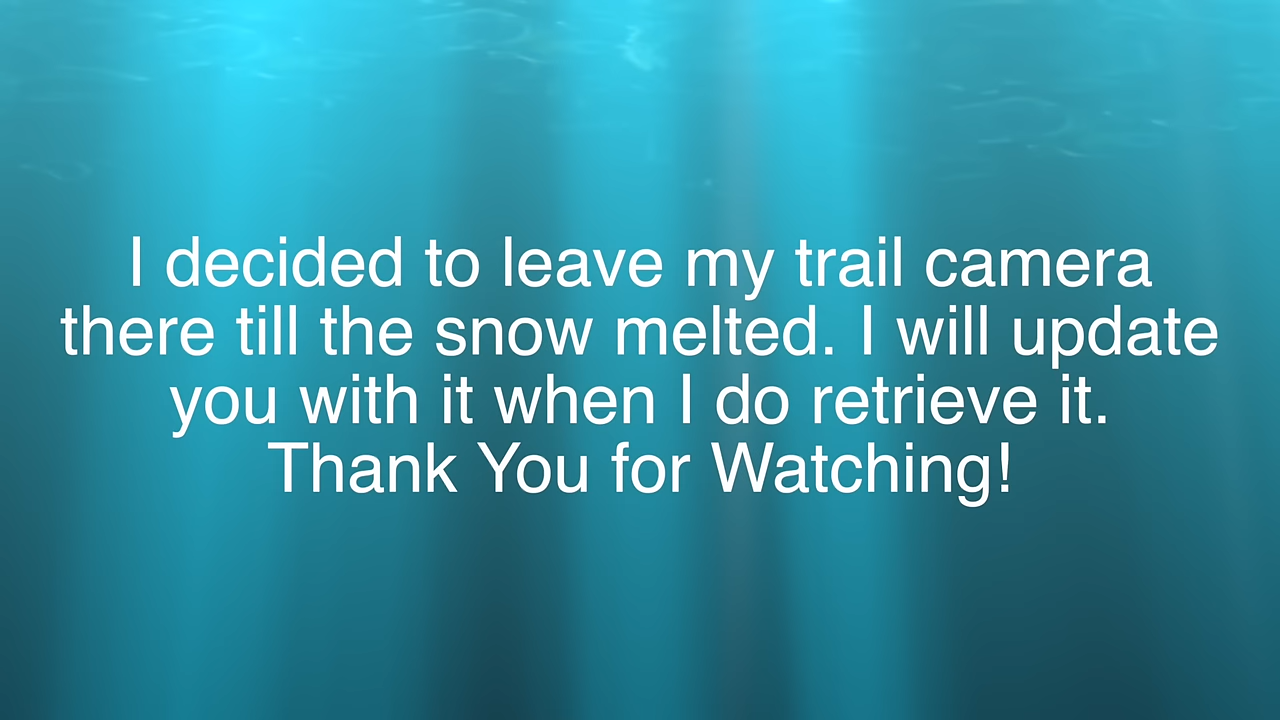 I decided to leave my trail camera
there till the snow melted. I will update
you with it when I do retrieve it.
Thank You for Watching!